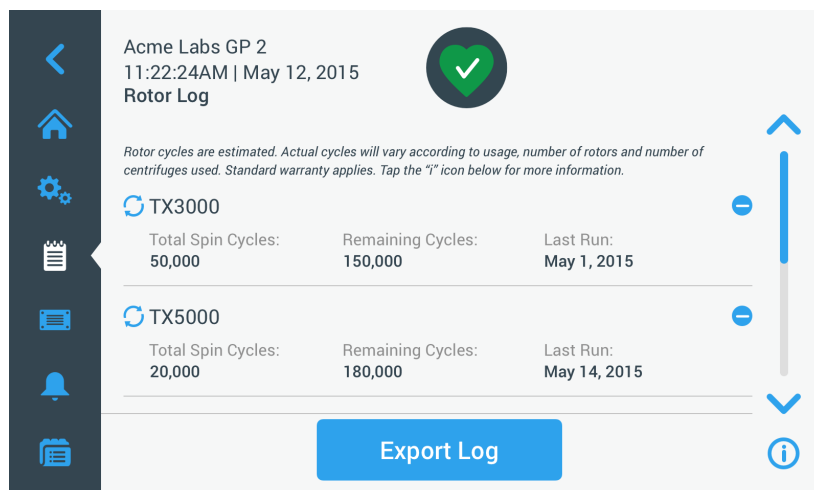 Acme Labs GP 2
11:22:24AM | May 12, 2015
Rotor Log
Rotor cycles are estimated. Actual cycles will vary according to usage, number of rotors and number of
centrifuges used. Standard warranty applies. Tap the “i” icon below for more information.
TX3000
Total Spin Cycles: Remaining Cycles: Last Run:
50,000 150,000 May 1, 2015
TX5000
Total Spin Cycles: Remaining Cycles: Last Run:
20,000 180,000 May 14, 2015
Export Log